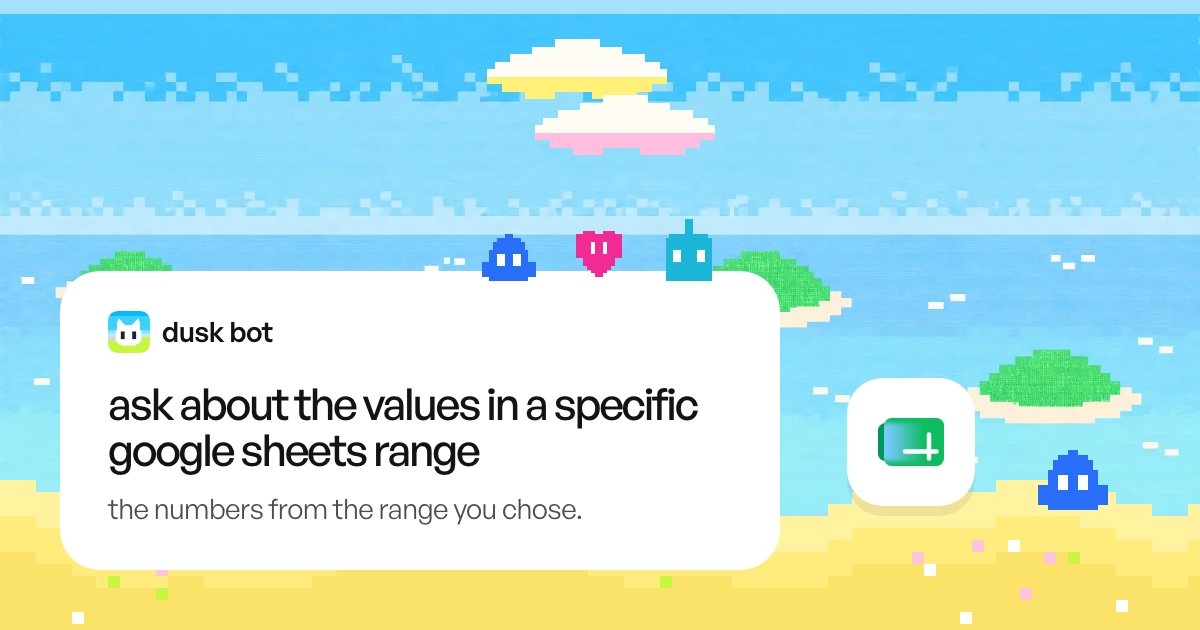 dusk bot
ask about the values in a specific
google sheets range
the numbers from the range you chose.